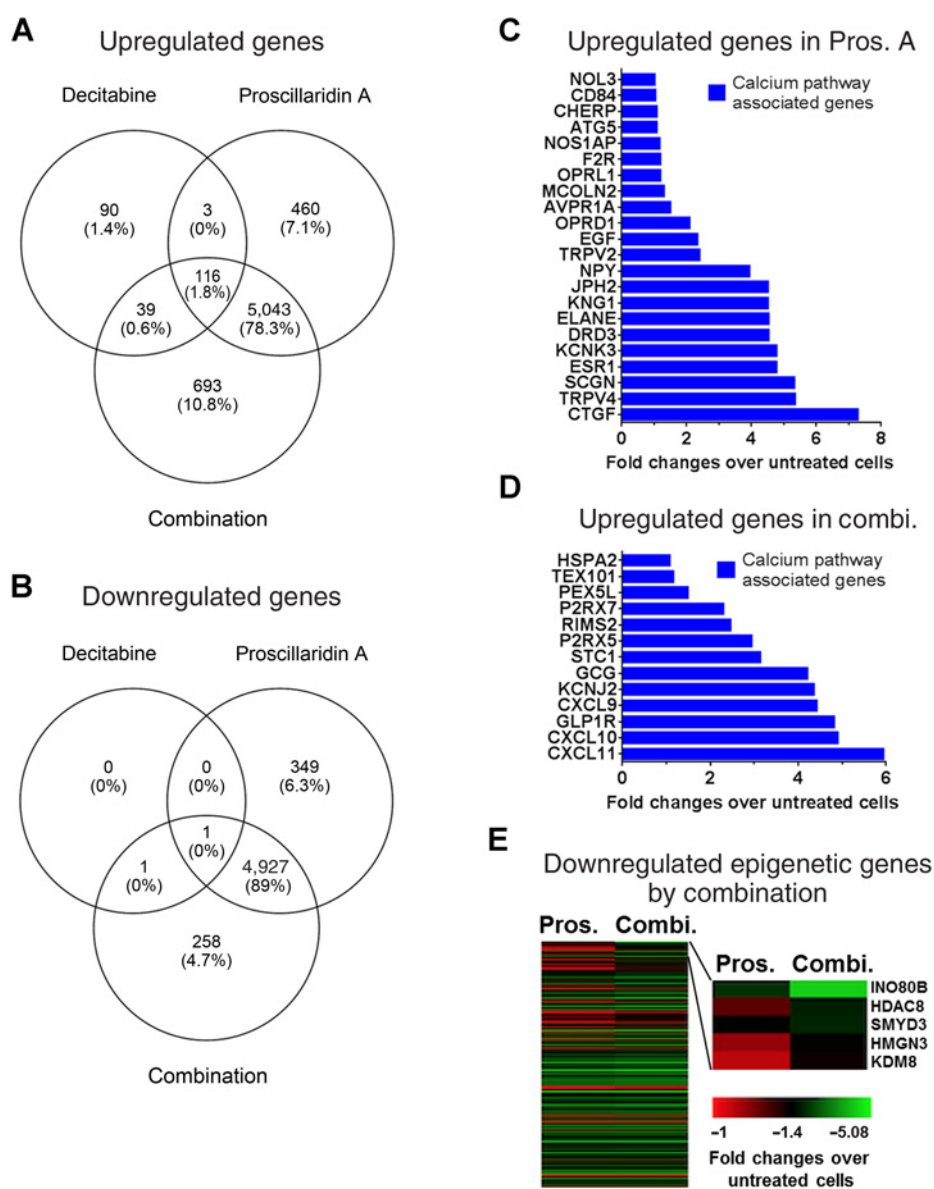 A
Upregulated genes
Decitabine
Proscillaridin A
90
(1.4%)
3
(0%)
460
(7.1%)
116
(1.8%)
39
(0.6%)
5,043
(78.3%)
693
(10.8%)
Combination
B
Downregulated genes
Decitabine
Proscillaridin A
0
(0%)
0
(0%)
349
(6.3%)
1
(0%)
1
(0%)
4,927
(89%)
258
(4.7%)
Combination
C
Upregulated genes in Pros. A
Calcium pathway
associated genes
NOL3
CD84
CHERP
ATG5
NOS1AP
F2R
OPRL1
MCOLN2
AVPR1A
OPRD1
EGF
TRPV2
NPY
JPH2
KNG1
ELANE
DRD3
KCNK3
ESR1
SCGN
TRPV4
CTGF
0 2 4 6 8
Fold changes over untreated cells
D
Upregulated genes in combi.
Calcium pathway
associated genes
HSPA2
TEX101
PEX5L
P2RX7
RIMS2
P2RX5
STC1
GCG
KCNJ2
CXCL9
GLP1R
CXCL10
CXCL11
0 2 4 6
Fold changes over untreated cells
E
Downregulated epigenetic genes
by combination
Pros. Combi.
Pros. Combi.
INO80B
HDAC8
SMYD3
HMGN3
KDM8
−1 −1.4 −5.08
Fold changes over
untreated cells